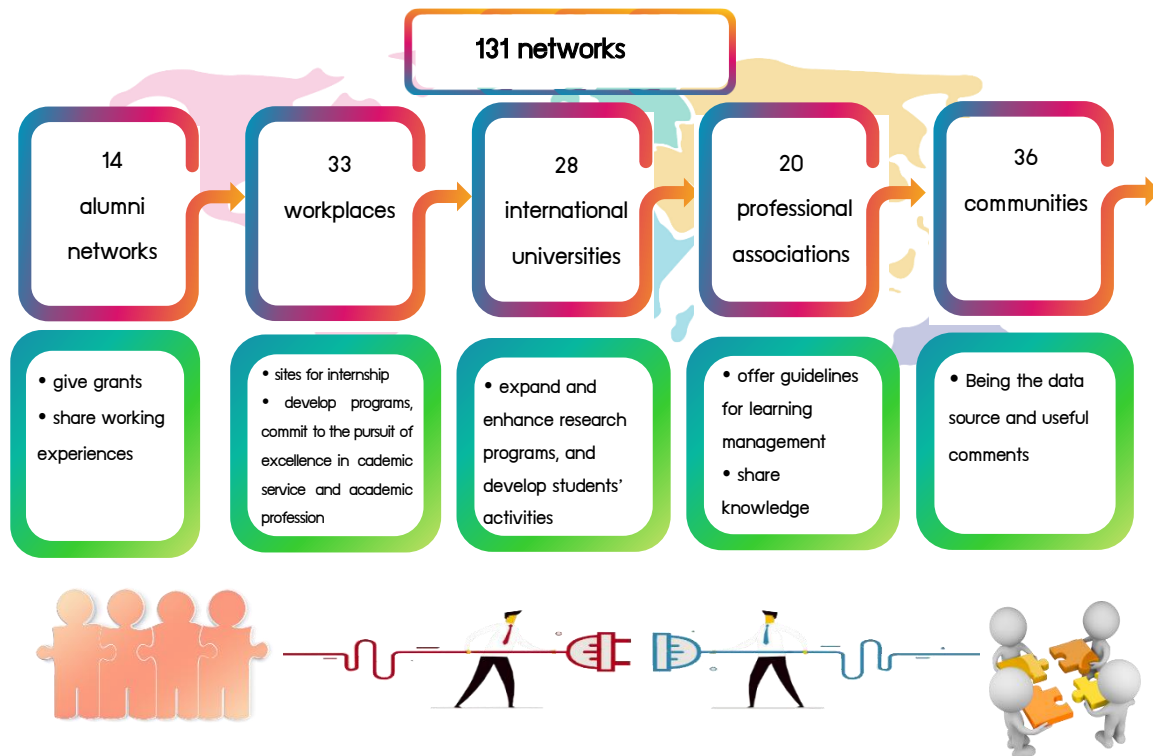 131 networks
14
alumni
networks
33
workplaces
28
international
universities
20
professional
associations
36
communities
• give grants
• share working
experiences
• sites for internship
• develop programs,
commit to the pursuit of
excellence in cademic
service and academic
profession
• expand and
enhance research
programs, and
develop students’
activities
• offer guidelines
for learning
management
• share
knowledge
• Being the data
source and useful
comments